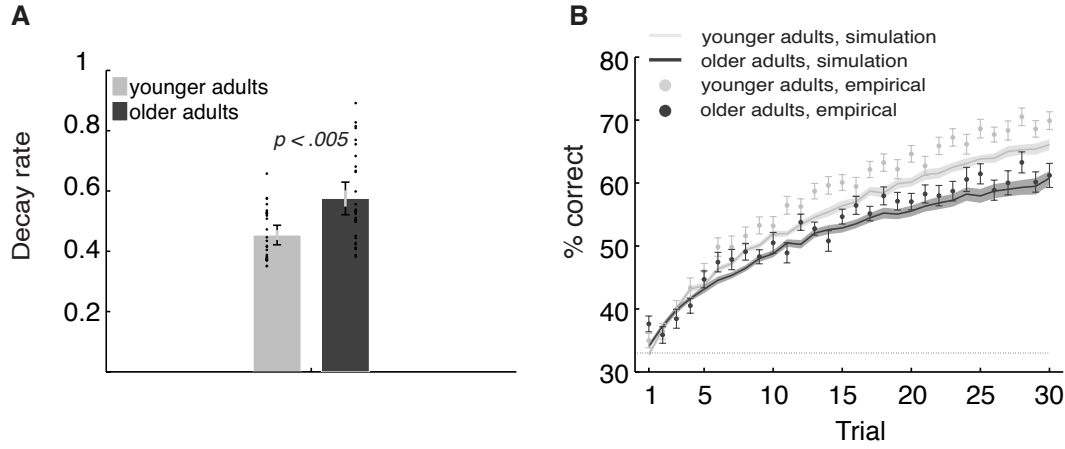 A
1
0.8
0.6
0.4
0.2
Decay rate
younger adults
older adults
p < .005
B
younger adults, simulation
older adults, simulation
younger adults, empirical
older adults, empirical
80
70
60
50
40
30
% correct
1 5 10 15 20 25 30
Trial